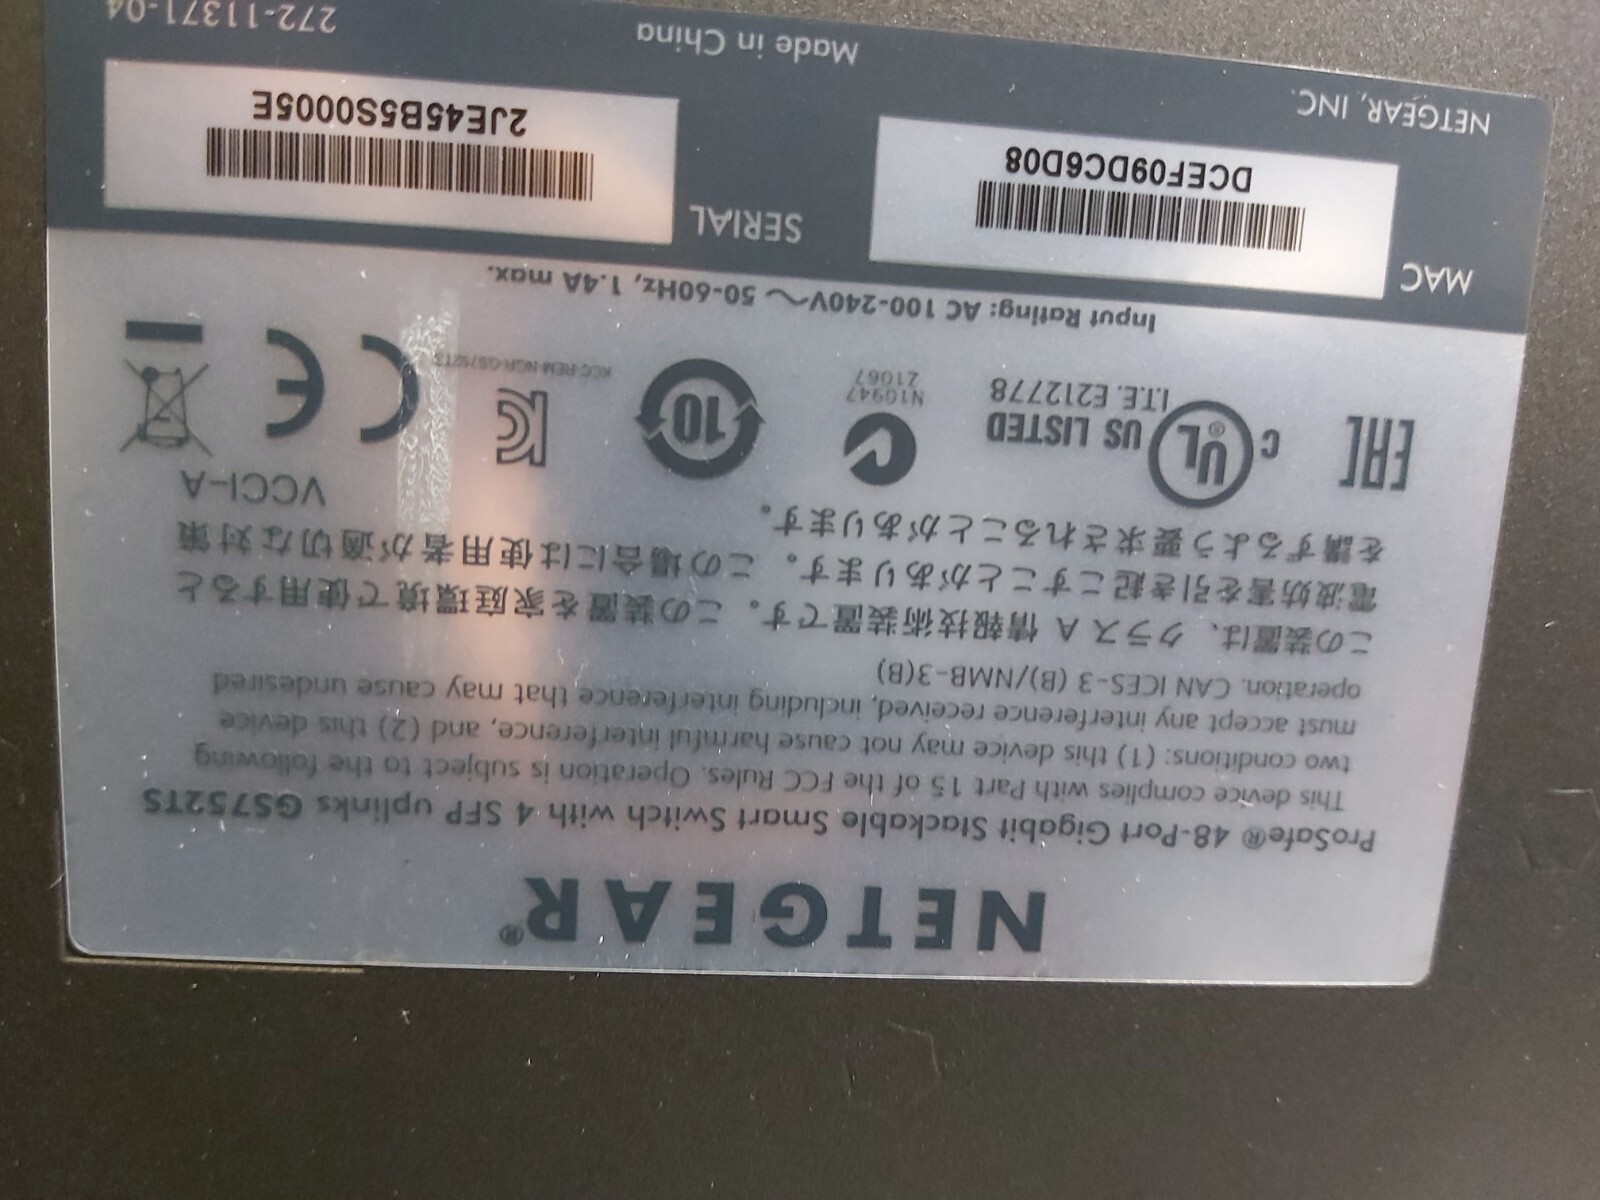 NETGEAR®
ProSafe® 48-Port Gigabit Stackable Smart Switch with 4 SFP uplinks GS752TS
This device complies with Part 15 of the FCC Rules. Operation is subject to the following
two conditions: (1) this device may not cause harmful interference, and (2) this device
must accept any interference received, including interference that may cause undesired
operation. CAN ICES-3 (B)/NMB-3(B)
この装置は、クラス A 情報技術装置です。この装置を家庭環境で使用すると
電波妨害を引き起こすことがあります。この場合には使用者が適切な対策
を講ずるよう要求されることがあります。
VCCI-A
EAC
C UL® US LISTED
I.T.E. E212778
N10947
Z1067
10
KCC-REM-NGR-GS752TS
CE
Input Rating: AC 100-240V～ 50-60Hz, 1.4A max.
MAC
DCEF09DC6D08
SERIAL
2JE45B5S0005E
NETGEAR, INC.
Made in China
272-11371-04